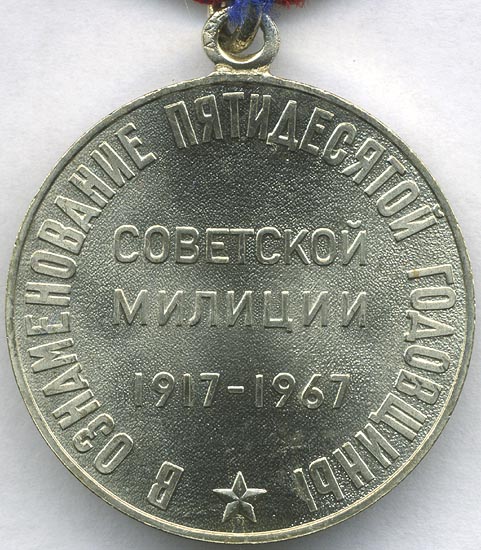 В ОЗНАМЕНОВАНИЕ ПЯТИДЕСЯТОЙ ГОДОВЩИНЫ
СОВЕТСКОЙ
МИЛИЦИИ
1917-1967